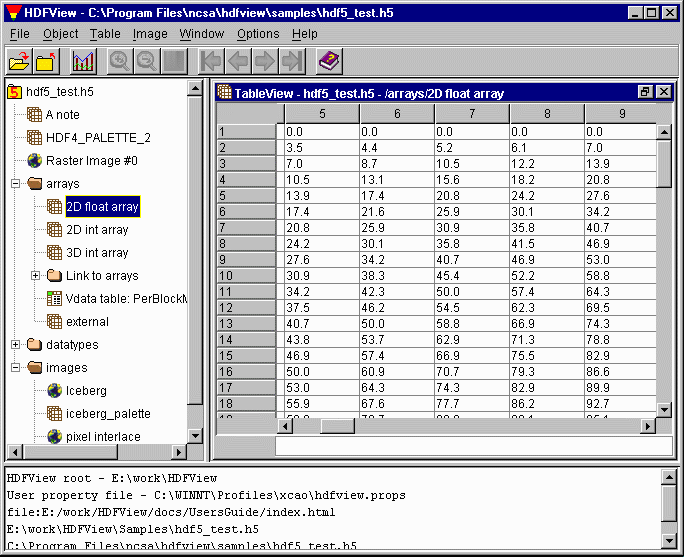 HDFView - C:\Program Files\ncsa\hdfview\samples\hdf5_test.h5
File Object Table Image Window Options Help
hdf5_test.h5
A note
HDF4_PALETTE_2
Raster Image #0
arrays
2D float array
2D int array
3D int array
Link to arrays
Vdata table: PerBlockM
external
datatypes
images
Iceberg
iceberg_palette
pixel interlace
TableView - hdf5_test.h5 - /arrays/2D float array
5 6 7 8 9
1 0.0 0.0 0.0 0.0 0.0
2 3.5 4.4 5.2 6.1 7.0
3 7.0 8.7 10.5 12.2 13.9
4 10.5 13.1 15.6 18.2 20.8
5 13.9 17.4 20.8 24.2 27.6
6 17.4 21.6 25.9 30.1 34.2
7 20.8 25.9 30.9 35.8 40.7
8 24.2 30.1 35.8 41.5 46.9
9 27.6 34.2 40.7 46.9 53.0
10 30.9 38.3 45.4 52.2 58.8
11 34.2 42.3 50.0 57.4 64.3
12 37.5 46.2 54.5 62.3 69.5
13 40.7 50.0 58.8 66.9 74.3
14 43.8 53.7 62.9 71.3 78.8
15 46.9 57.4 66.9 75.5 82.9
16 50.0 60.9 70.7 79.3 86.6
17 53.0 64.3 74.3 82.9 89.9
18 55.9 67.6 77.7 86.2 92.7
HDFView root - E:\work\HDFView
User property file - C:\WINNT\Profiles\xcao\hdfview.props
file:E:/work/HDFView/docs/UsersGuide/index.html
E:\work\HDFView\Samples\hdf5_test.h5
C:\Program Files\ncsa\hdfview\samples\hdf5_test.h5